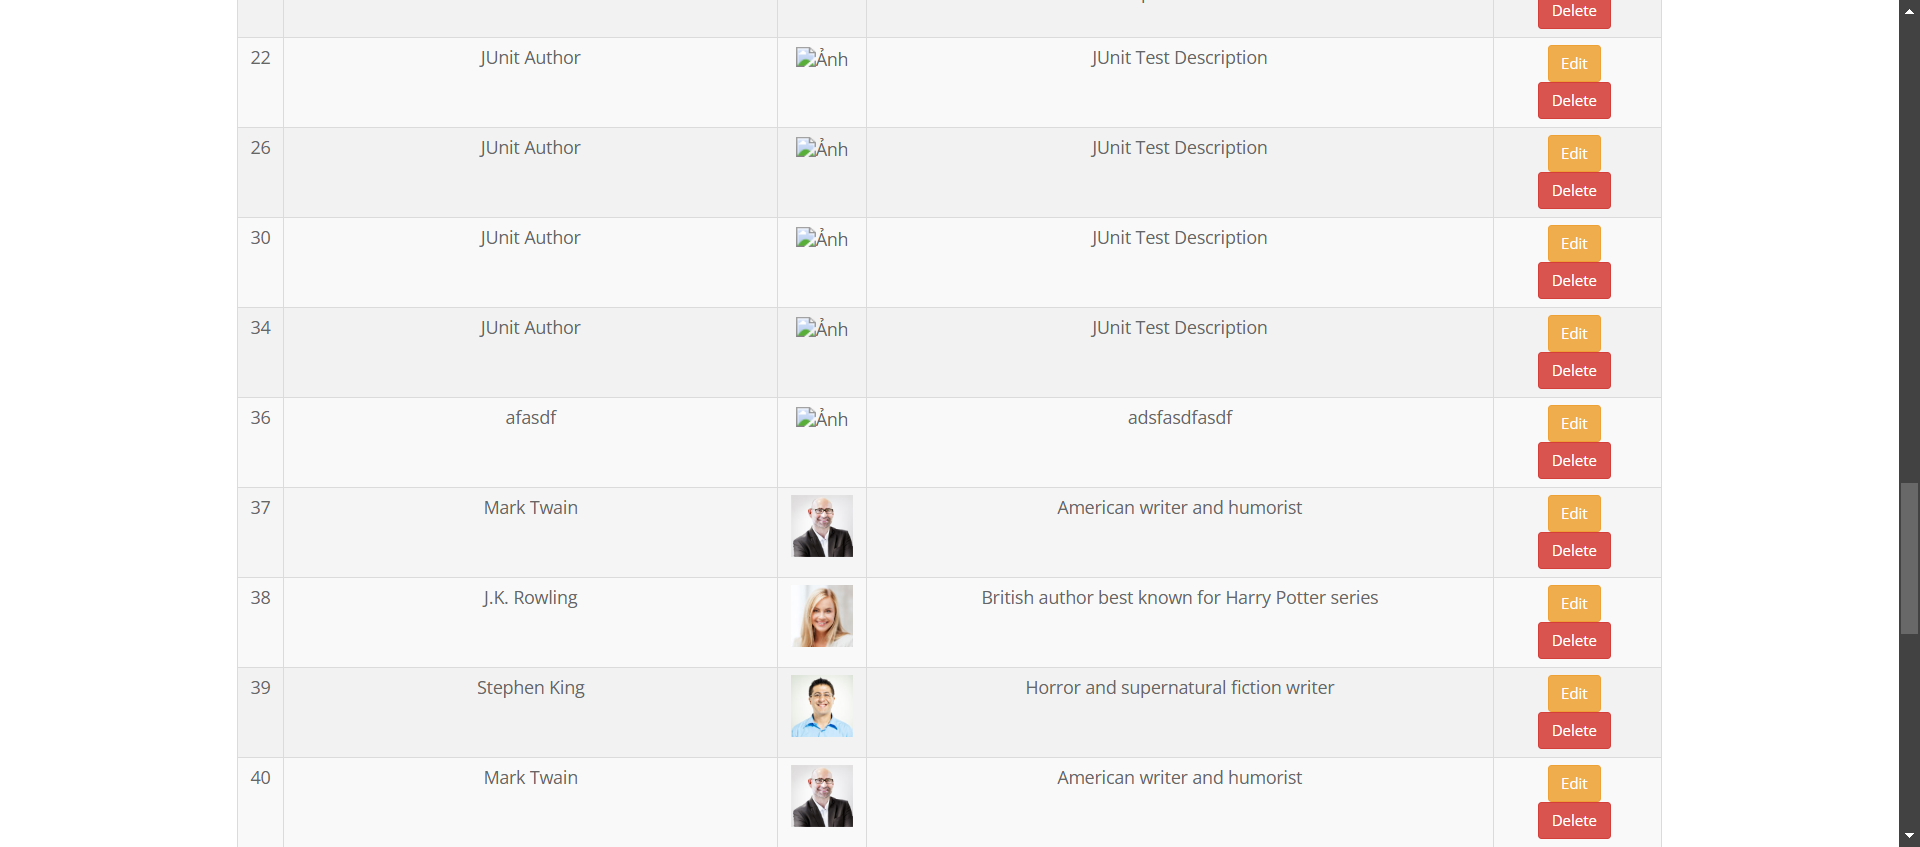 Delete
22 JUnit Author Ảnh JUnit Test Description Edit
Delete
26 JUnit Author Ảnh JUnit Test Description Edit
Delete
30 JUnit Author Ảnh JUnit Test Description Edit
Delete
34 JUnit Author Ảnh JUnit Test Description Edit
Delete
36 afasdf Ảnh adsfasdfasdf Edit
Delete
37 Mark Twain American writer and humorist Edit
Delete
38 J.K. Rowling British author best known for Harry Potter series Edit
Delete
39 Stephen King Horror and supernatural fiction writer Edit
Delete
40 Mark Twain American writer and humorist Edit
Delete